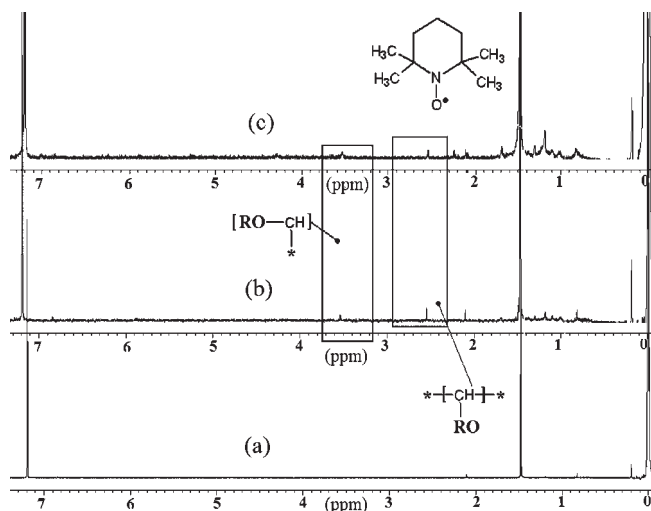 H₃C CH₃
H₃C N CH₃
O•
(c)
7 6 5 4 (ppm) 3 2 1 0
[RO—CH]
*
(b)
7 6 5 4 (ppm) 3 2 1 0
*—[—CH—]—*
RO
(a)
7 6 5 4 (ppm) 3 2 1 0